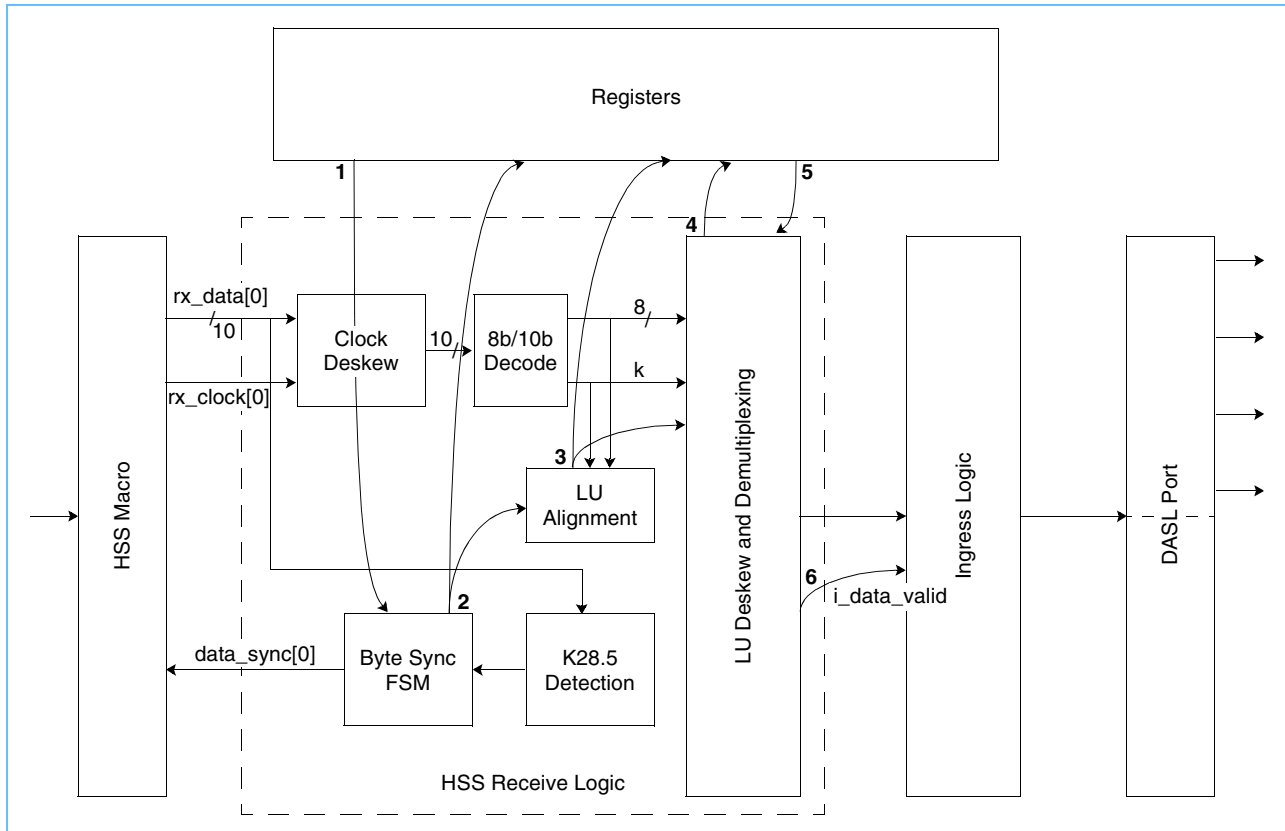 Registers
1
5
4
rx_data[0]
10
Clock
Deskew
10
8b/10b
Decode
8
k
rx_clock[0]
3
LU
Alignment
HSS Macro
LU Deskew and Demultiplexing
Ingress Logic
DASL Port
2
6
i_data_valid
data_sync[0]
Byte Sync
FSM
K28.5
Detection
HSS Receive Logic